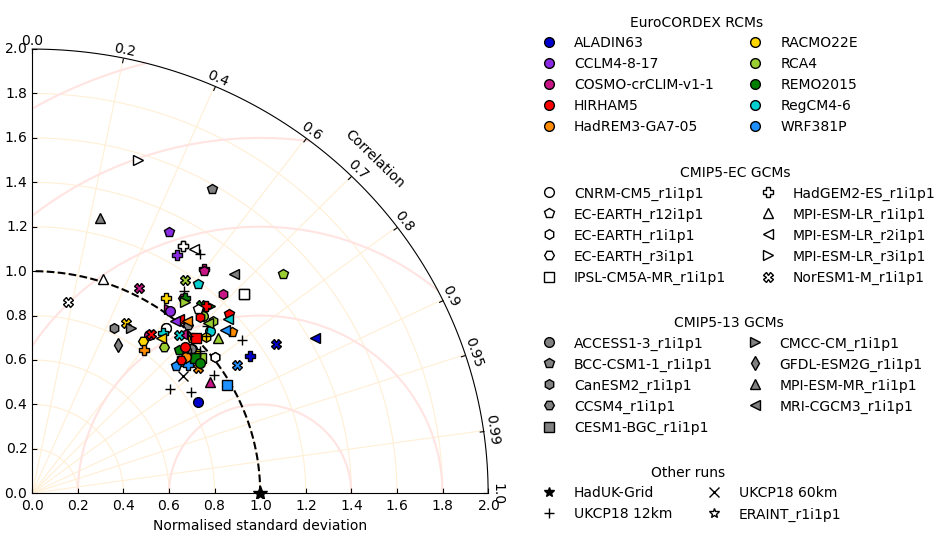 EuroCORDEX RCMs
ALADIN63 RACMO22E
CCLM4-8-17 RCA4
COSMO-crCLIM-v1-1 REMO2015
HIRHAM5 RegCM4-6
HadREM3-GA7-05 WRF381P
CMIP5-EC GCMs
CNRM-CM5_r1i1p1 HadGEM2-ES_r1i1p1
EC-EARTH_r12i1p1 MPI-ESM-LR_r1i1p1
EC-EARTH_r1i1p1 MPI-ESM-LR_r2i1p1
EC-EARTH_r3i1p1 MPI-ESM-LR_r3i1p1
IPSL-CM5A-MR_r1i1p1 NorESM1-M_r1i1p1
CMIP5-13 GCMs
ACCESS1-3_r1i1p1 CMCC-CM_r1i1p1
BCC-CSM1-1_r1i1p1 GFDL-ESM2G_r1i1p1
CanESM2_r1i1p1 MPI-ESM-MR_r1i1p1
CCSM4_r1i1p1 MRI-CGCM3_r1i1p1
CESM1-BGC_r1i1p1
Other runs
HadUK-Grid UKCP18 60km
UKCP18 12km ERAINT_r1i1p1
0.0
0.2
0.4
0.6
Correlation
0.7
0.8
0.9
0.95
0.99
1.0
2.0
1.8
1.6
1.4
1.2
1.0
0.8
0.6
0.4
0.2
0.0
0.0 0.2 0.4 0.6 0.8 1.0 1.2 1.4 1.6 1.8 2.0
Normalised standard deviation